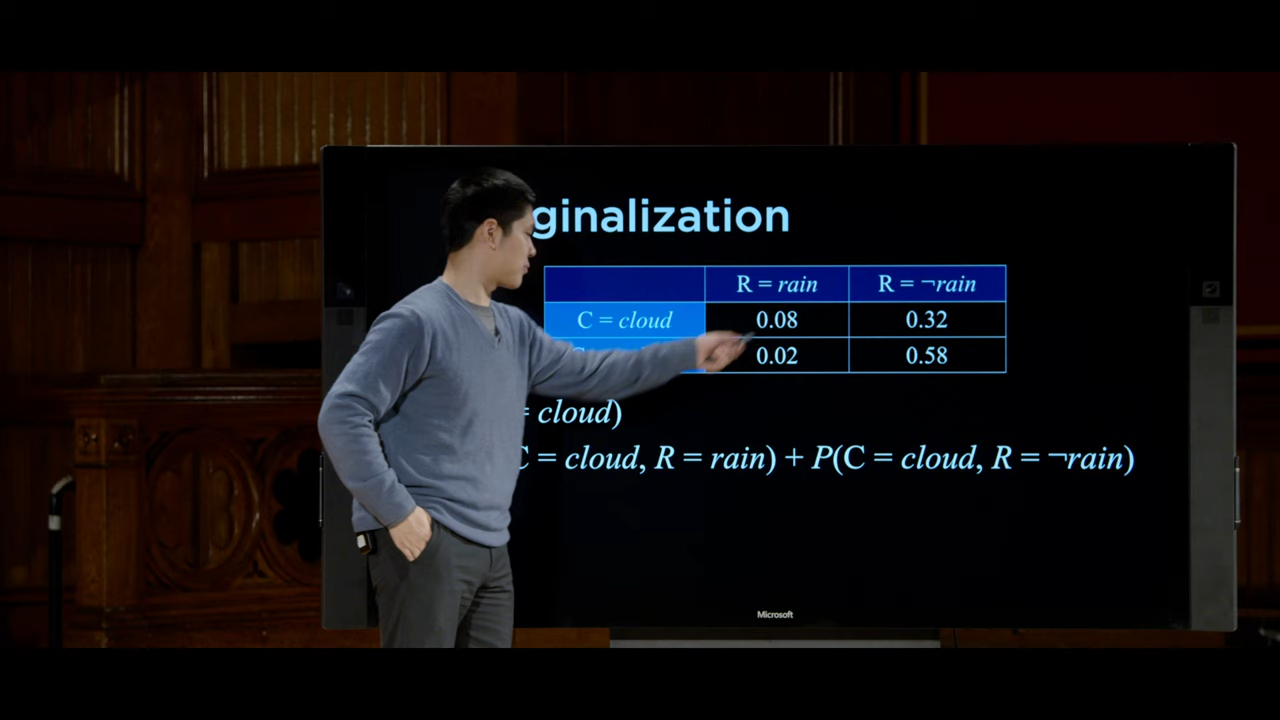 ginalization
R = rain R = ¬rain
C = cloud 0.08 0.32
0.02 0.58
= cloud)
C = cloud, R = rain) + P(C = cloud, R = ¬rain)
Microsoft